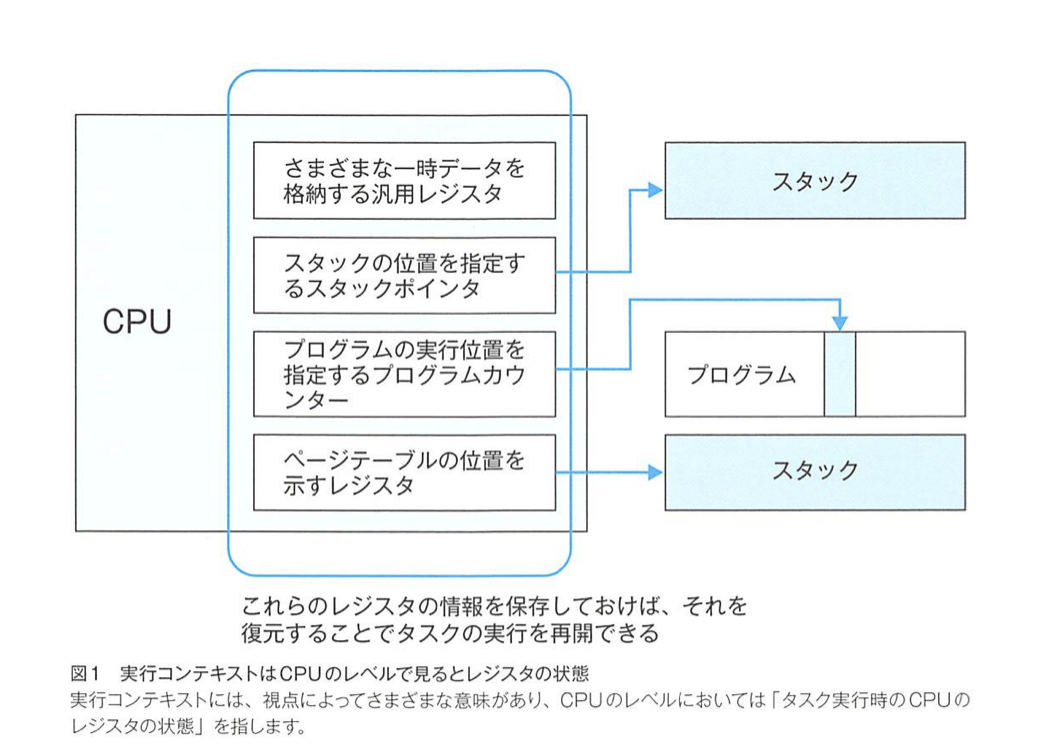 さまざまな一時データを
格納する汎用レジスタ
スタック
スタックの位置を指定す
るスタックポインタ
CPU
プログラムの実行位置を
指定するプログラムカウ
ンター
プログラム
ページテーブルの位置を
示すレジスタ
スタック
これらのレジスタの情報を保存しておけば、それを
復元することでタスクの実行を再開できる
図1 実行コンテキストはCPUのレベルで見るとレジスタの状態
実行コンテキストには、視点によってさまざまな意味があり、CPUのレベルにおいては「タスク実行時のCPUの
レジスタの状態」を指します。